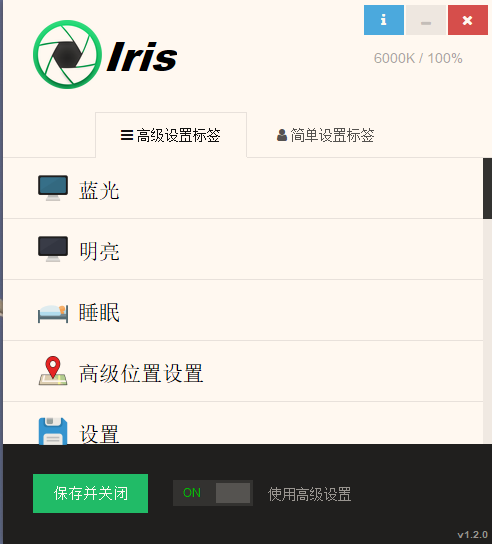 Iris
6000K / 100%
高级设置标签
简单设置标签
蓝光
明亮
睡眠
高级位置设置
设置
保存并关闭
ON
使用高级设置
v1.2.0